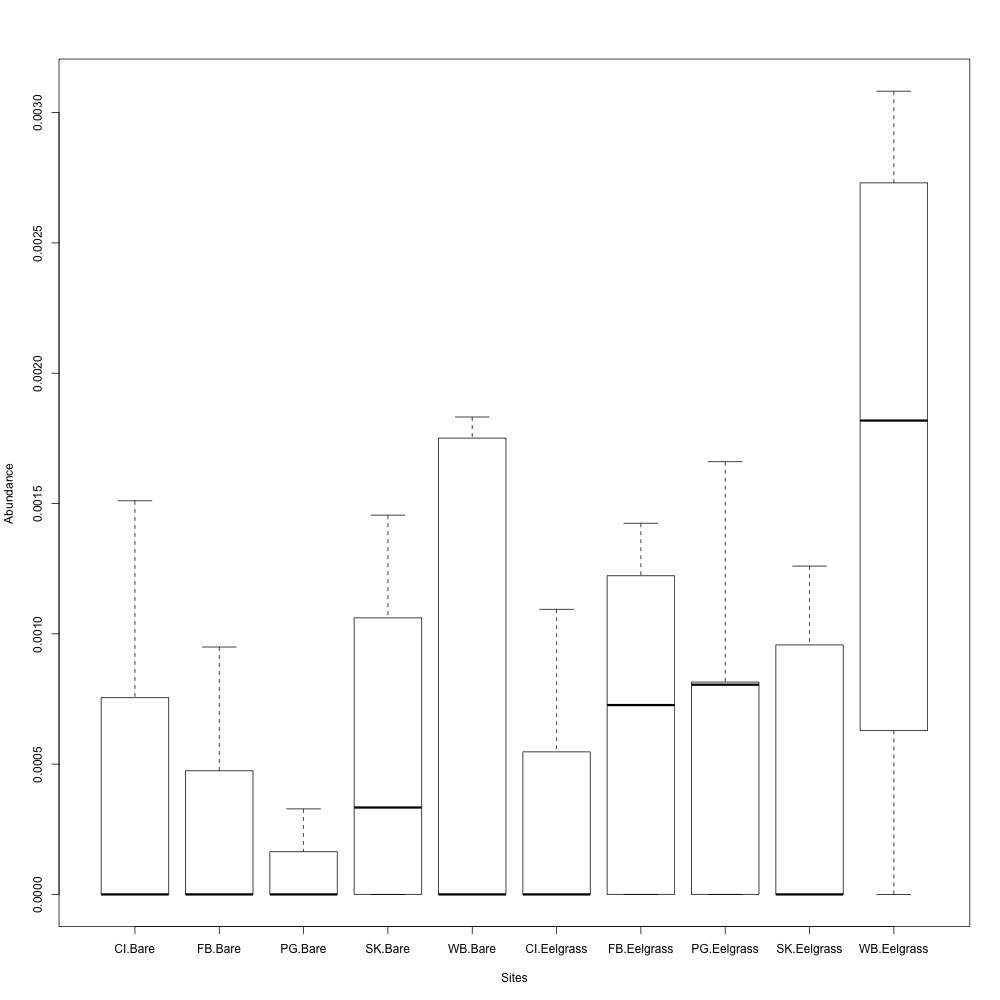 Abundance
0.0030
0.0025
0.0020
0.0015
0.0010
0.0005
0.0000
CI.Bare FB.Bare PG.Bare SK.Bare WB.Bare CI.Eelgrass FB.Eelgrass PG.Eelgrass SK.Eelgrass WB.Eelgrass
Sites